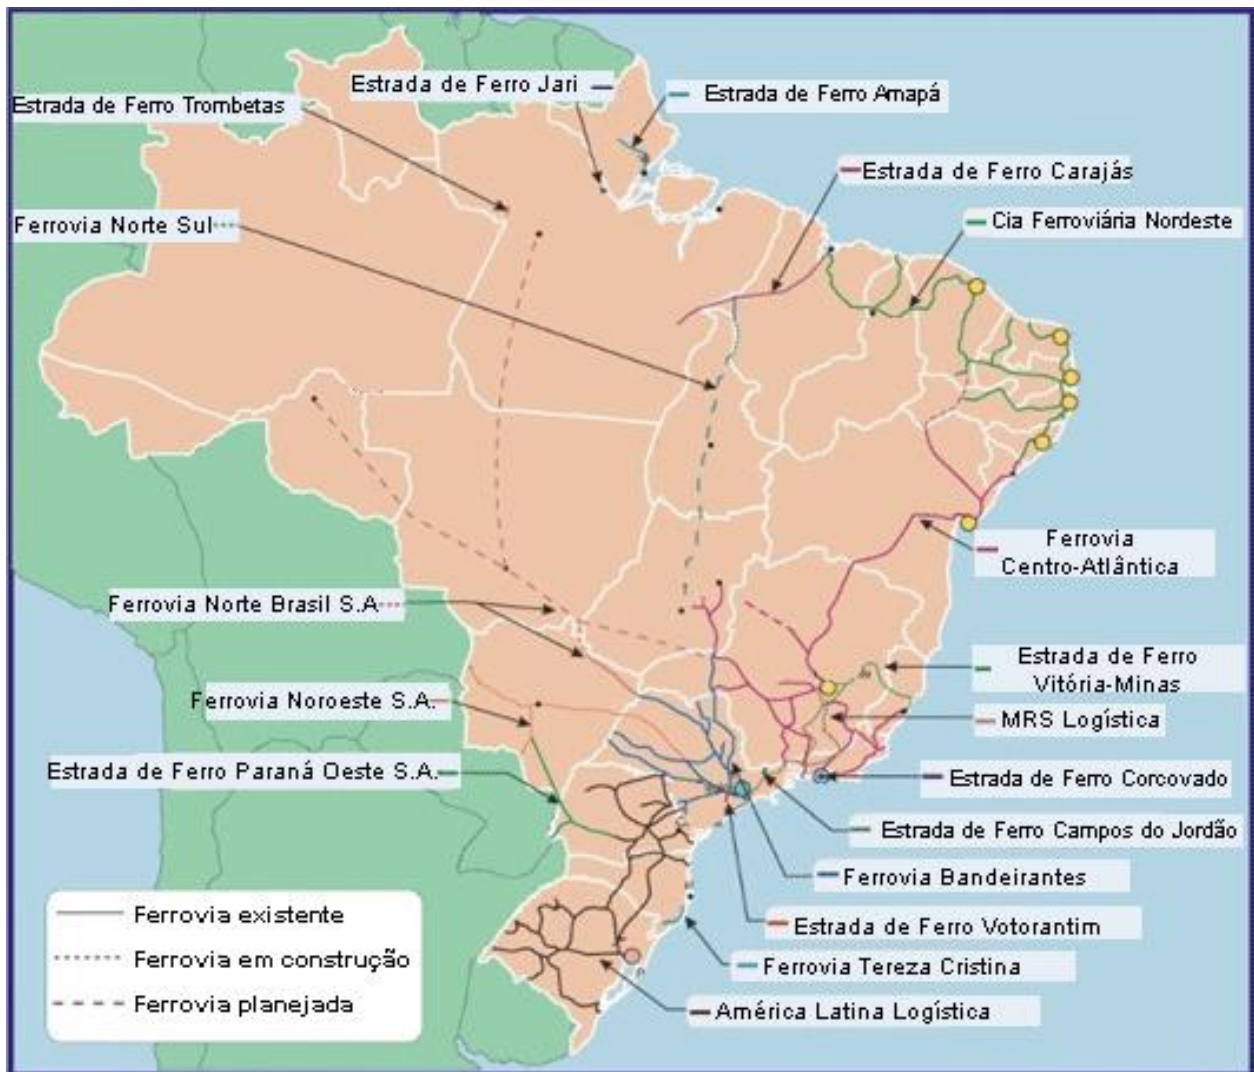 Estrada de Ferro Jari
Estrada de Ferro Amapá
Estrada de Ferro Trombetas
Estrada de Ferro Carajás
Ferrovia Norte Sul
Cia Ferroviária Nordeste
Ferrovia
Centro-Atlântica
Ferrovia Norte Brasil S.A
Estrada de Ferro
Vitória-Minas
Ferrovia Noroeste S.A.
MRS Logística
Estrada de Ferro Paraná Oeste S.A.
Estrada de Ferro Corcovado
Estrada de Ferro Campos do Jordão
Ferrovia Bandeirantes
Estrada de Ferro Votorantim
Ferrovia Tereza Cristina
América Latina Logística
Ferrovia existente
Ferrovia em construção
Ferrovia planejada